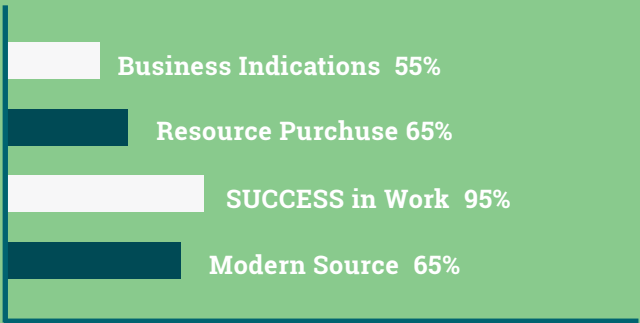 Business Indications 55%
Resource Purchuse 65%
SUCCESS in Work 95%
Modern Source 65%